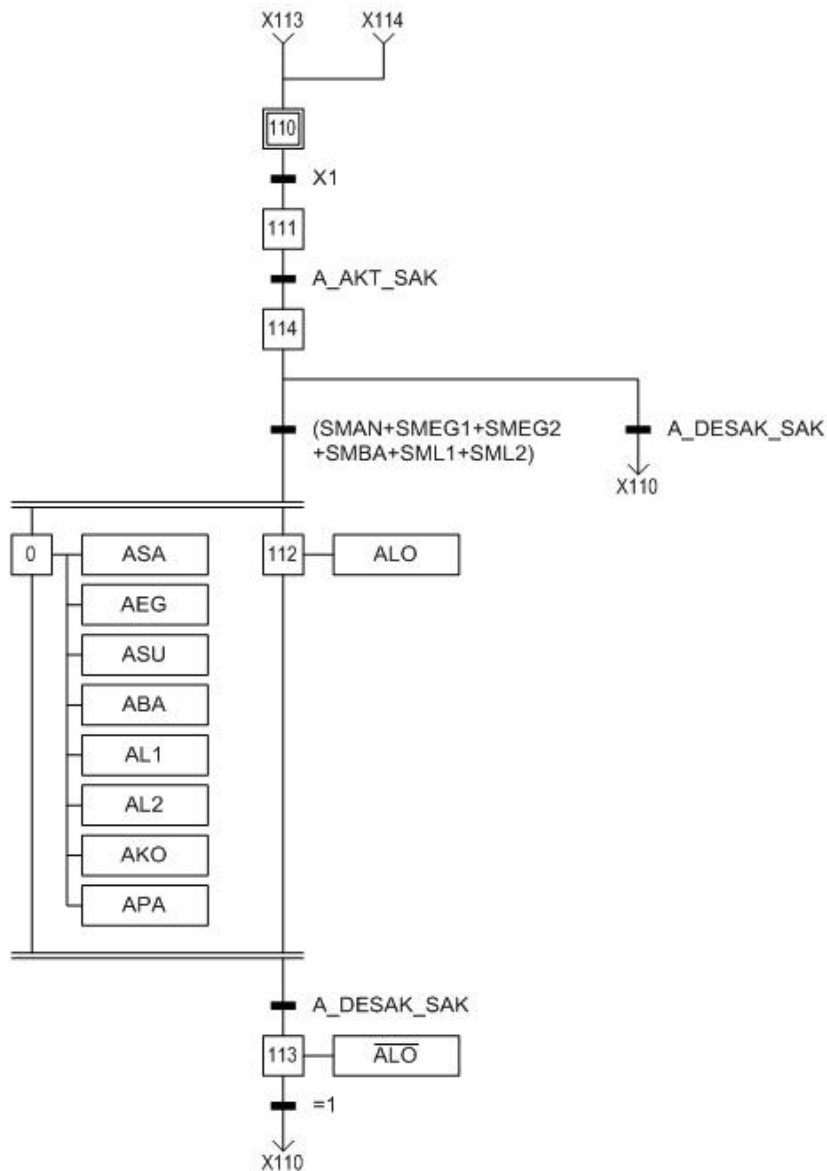 X113
X114
110
X1
111
A_AKT_SAK
114
(SMAN+SMEG1+SMEG2
+SMBA+SML1+SML2)
A_DESAK_SAK
X110
0
ASA
112
ALO
AEG
ASU
ABA
AL1
AL2
AKO
APA
A_DESAK_SAK
113
A̅L̅O̅
=1
X110